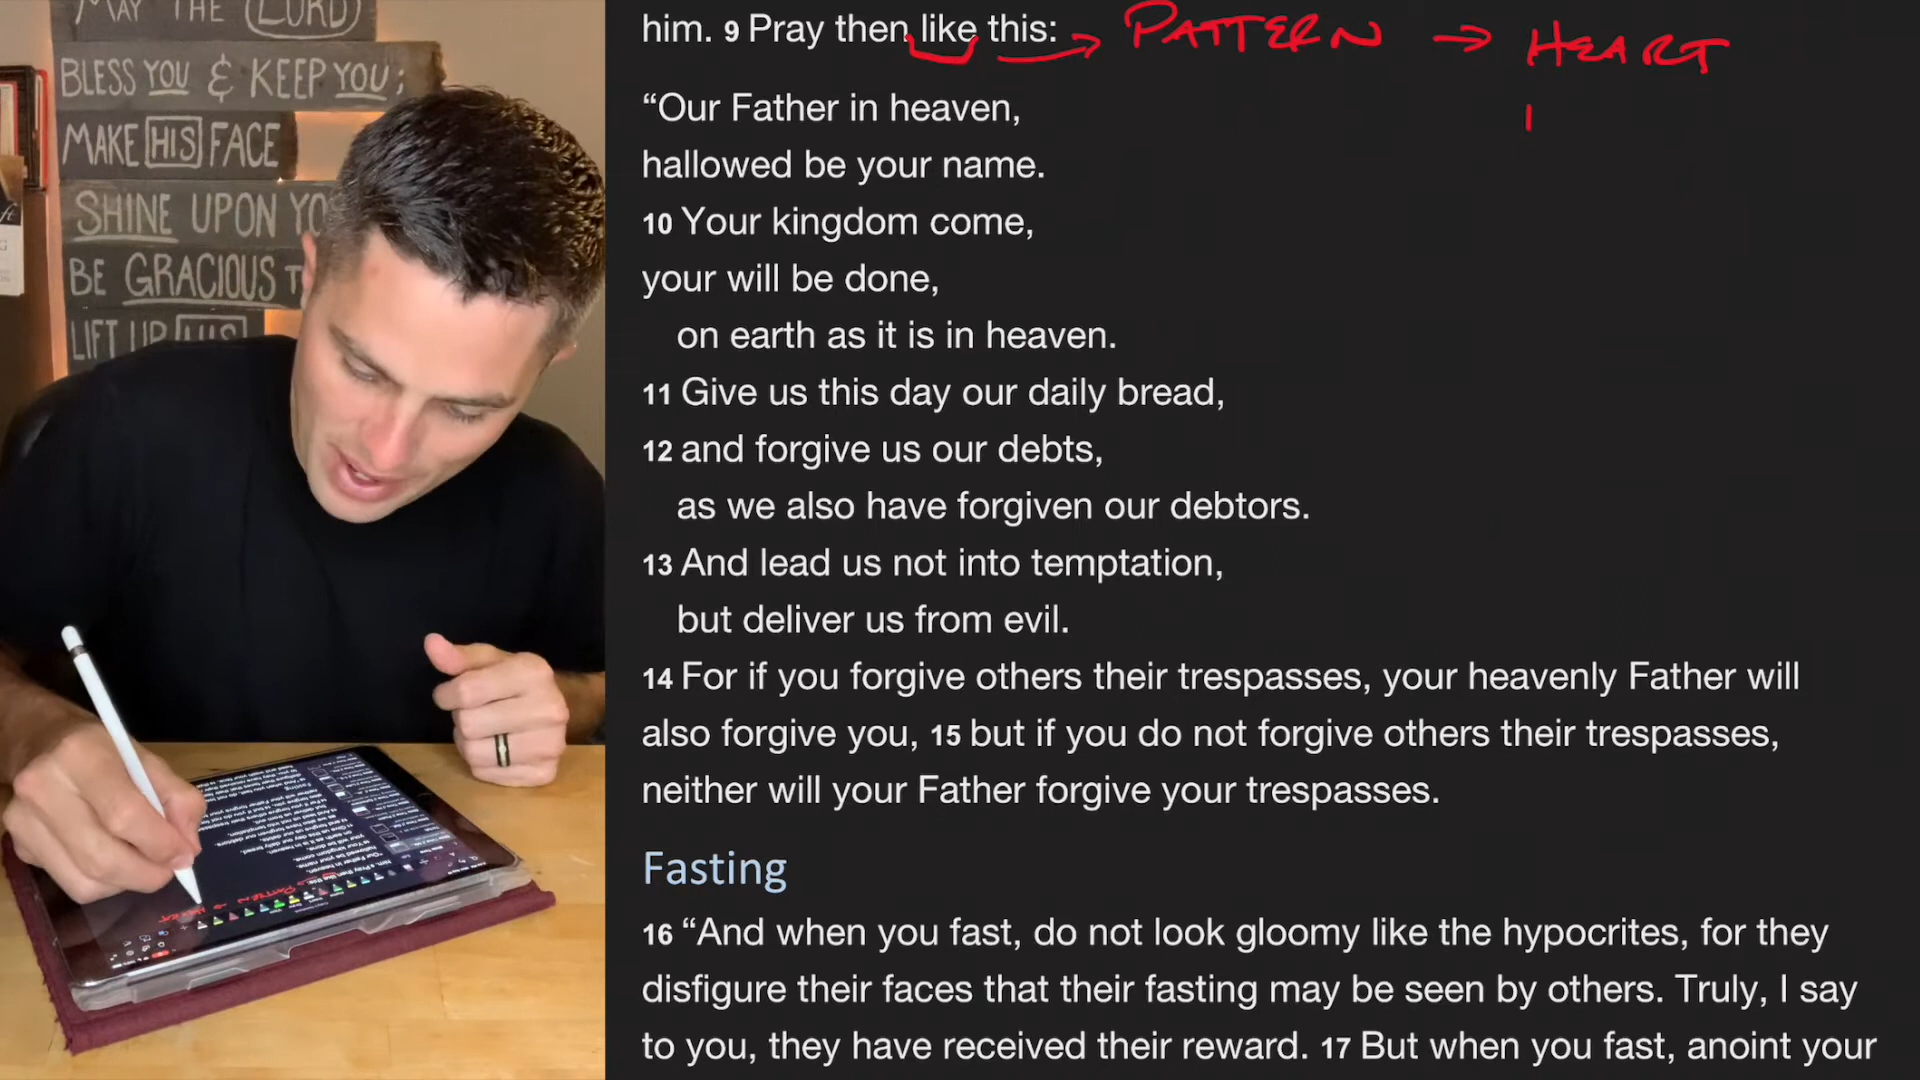 MAY THE LORD
BLESS YOU & KEEP YOU;
MAKE HIS FACE
SHINE UPON
BE GRACIOUS
LIFT UP HIS
him. 9 Pray then like this: → PATTERN → HEART
“Our Father in heaven,
hallowed be your name.
10 Your kingdom come,
your will be done,
on earth as it is in heaven.
11 Give us this day our daily bread,
12 and forgive us our debts,
as we also have forgiven our debtors.
13 And lead us not into temptation,
but deliver us from evil.
14 For if you forgive others their trespasses, your heavenly Father will
also forgive you, 15 but if you do not forgive others their trespasses,
neither will your Father forgive your trespasses.
Fasting
16 “And when you fast, do not look gloomy like the hypocrites, for they
disfigure their faces that their fasting may be seen by others. Truly, I say
to you, they have received their reward. 17 But when you fast, anoint your